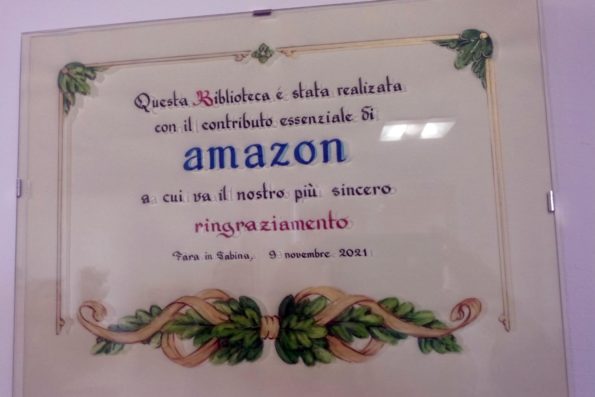 Questa Biblioteca é stata realizata
con il contributo essenziale di
amazon
a cui va il nostro più sincero
ringraziamento
Fara in Sabina, 9 novembre 2021